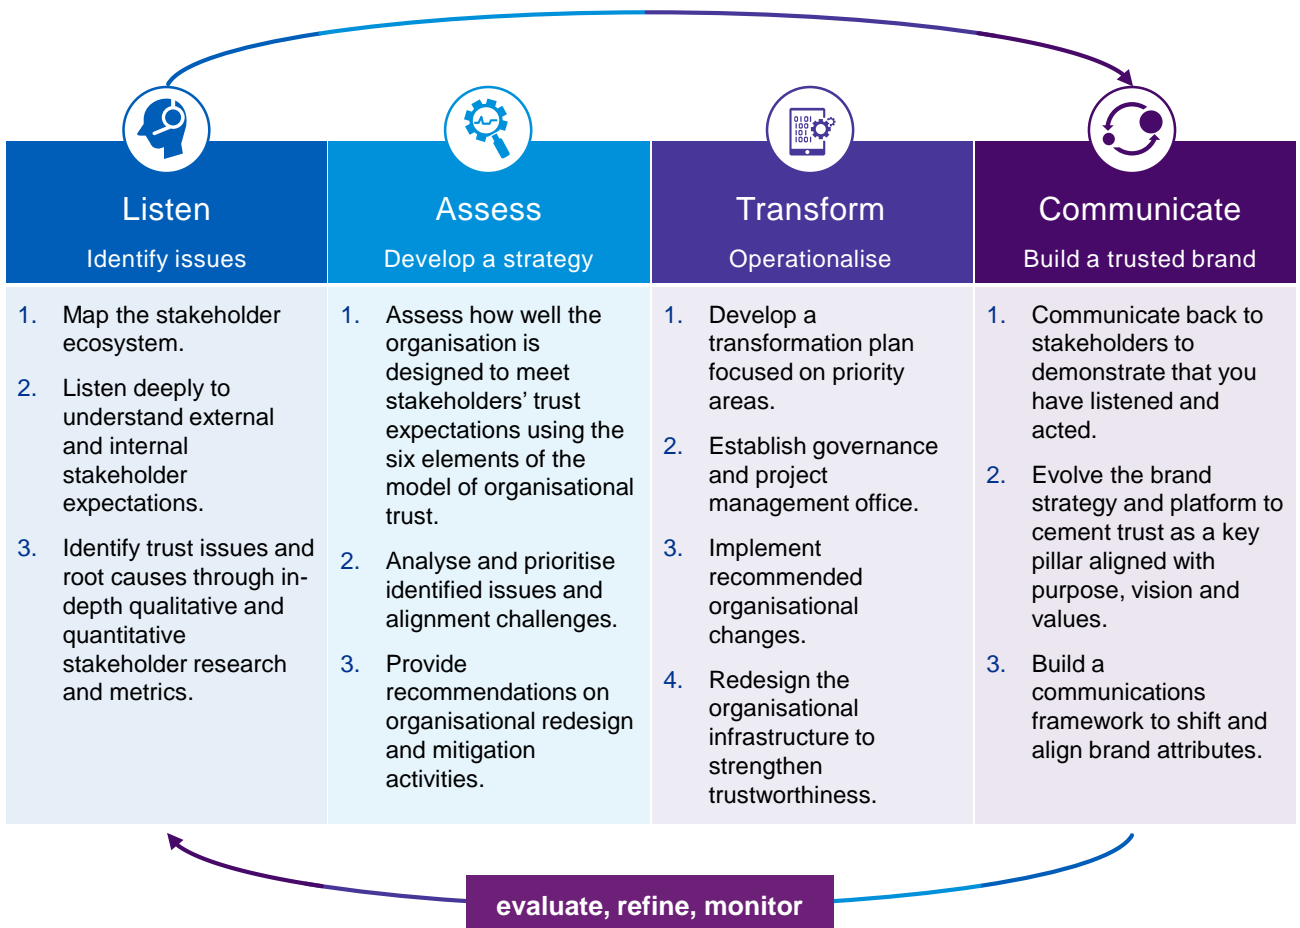 Listen
Identify issues
1. Map the stakeholder
ecosystem.
2. Listen deeply to
understand external
and internal
stakeholder
expectations.
3. Identify trust issues and
root causes through in-
depth qualitative and
quantitative
stakeholder research
and metrics.
Assess
Develop a strategy
1. Assess how well the
organisation is
designed to meet
stakeholders’ trust
expectations using the
six elements of the
model of organisational
trust.
2. Analyse and prioritise
identified issues and
alignment challenges.
3. Provide
recommendations on
organisational redesign
and mitigation
activities.
0101
100
101
1001
Transform
Operationalise
1. Develop a
transformation plan
focused on priority
areas.
2. Establish governance
and project
management office.
3. Implement
recommended
organisational
changes.
4. Redesign the
organisational
infrastructure to
strengthen
trustworthiness.
Communicate
Build a trusted brand
1. Communicate back to
stakeholders to
demonstrate that you
have listened and
acted.
2. Evolve the brand
strategy and platform to
cement trust as a key
pillar aligned with
purpose, vision and
values.
3. Build a
communications
framework to shift and
align brand attributes.
evaluate, refine, monitor